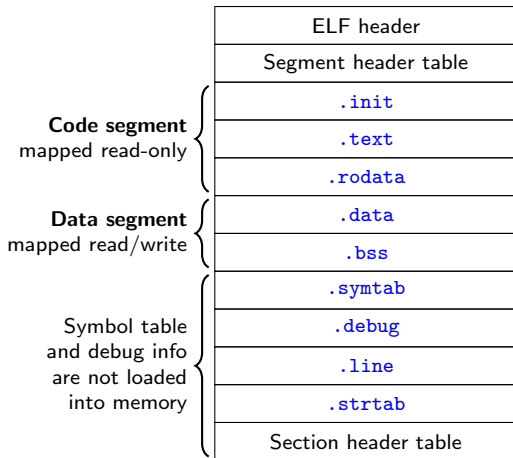 ELF header
Segment header table
.init
Code segment
mapped read-only
.text
.rodata
Data segment
mapped read/write
.data
.bss
.symtab
Symbol table
and debug info
are not loaded
into memory
.debug
.line
.strtab
Section header table